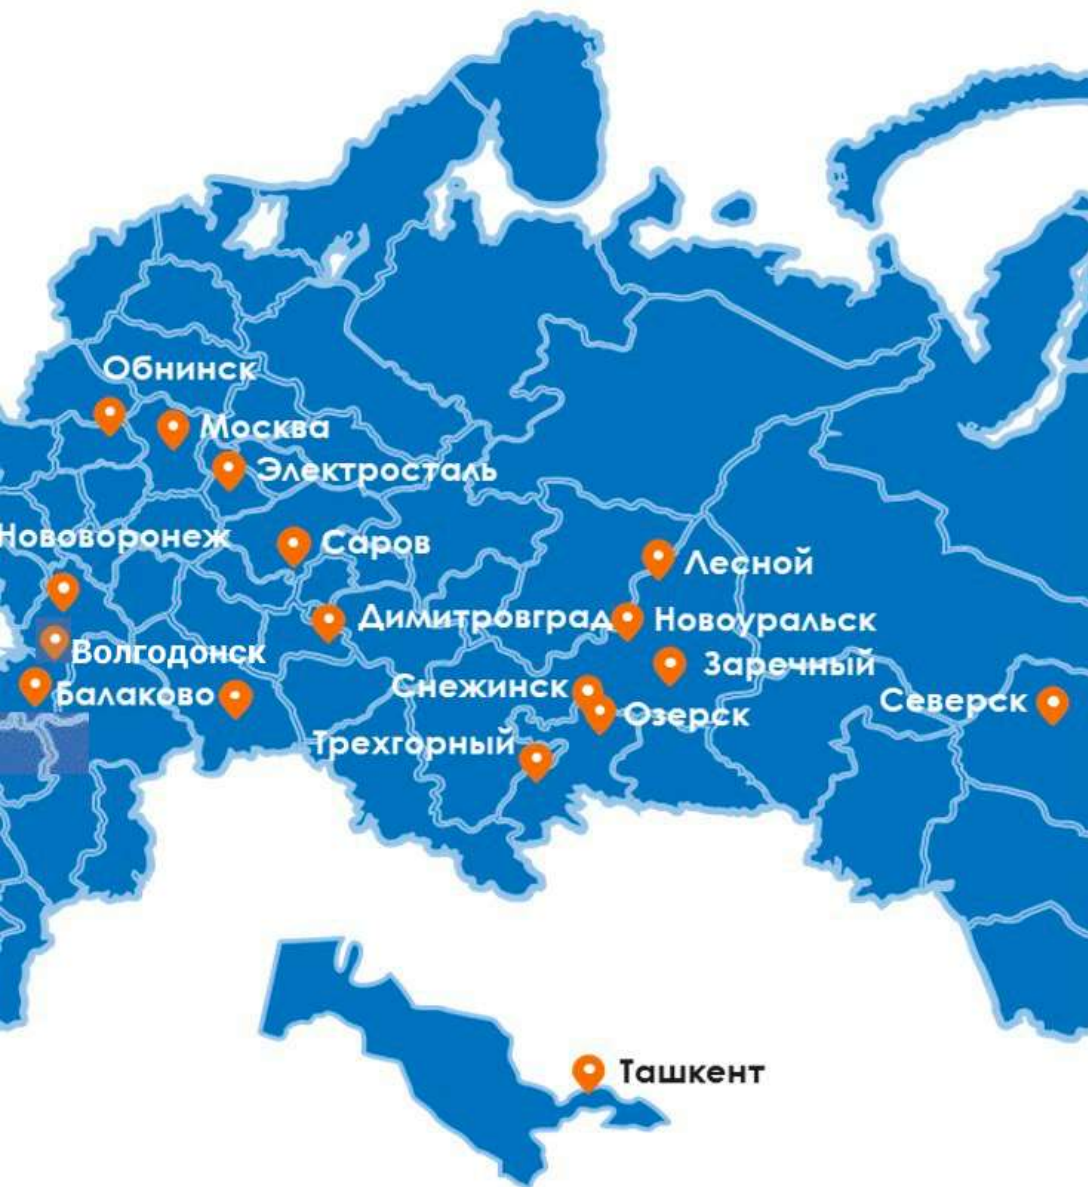 Обнинск
Москва
Электросталь
Нововоронеж
Саров
Лесной
Димитровград
Новоуральск
Волгодонск
Заречный
Балаково
Снежинск
Озерск
Северск
Трехгорный
Ташкент